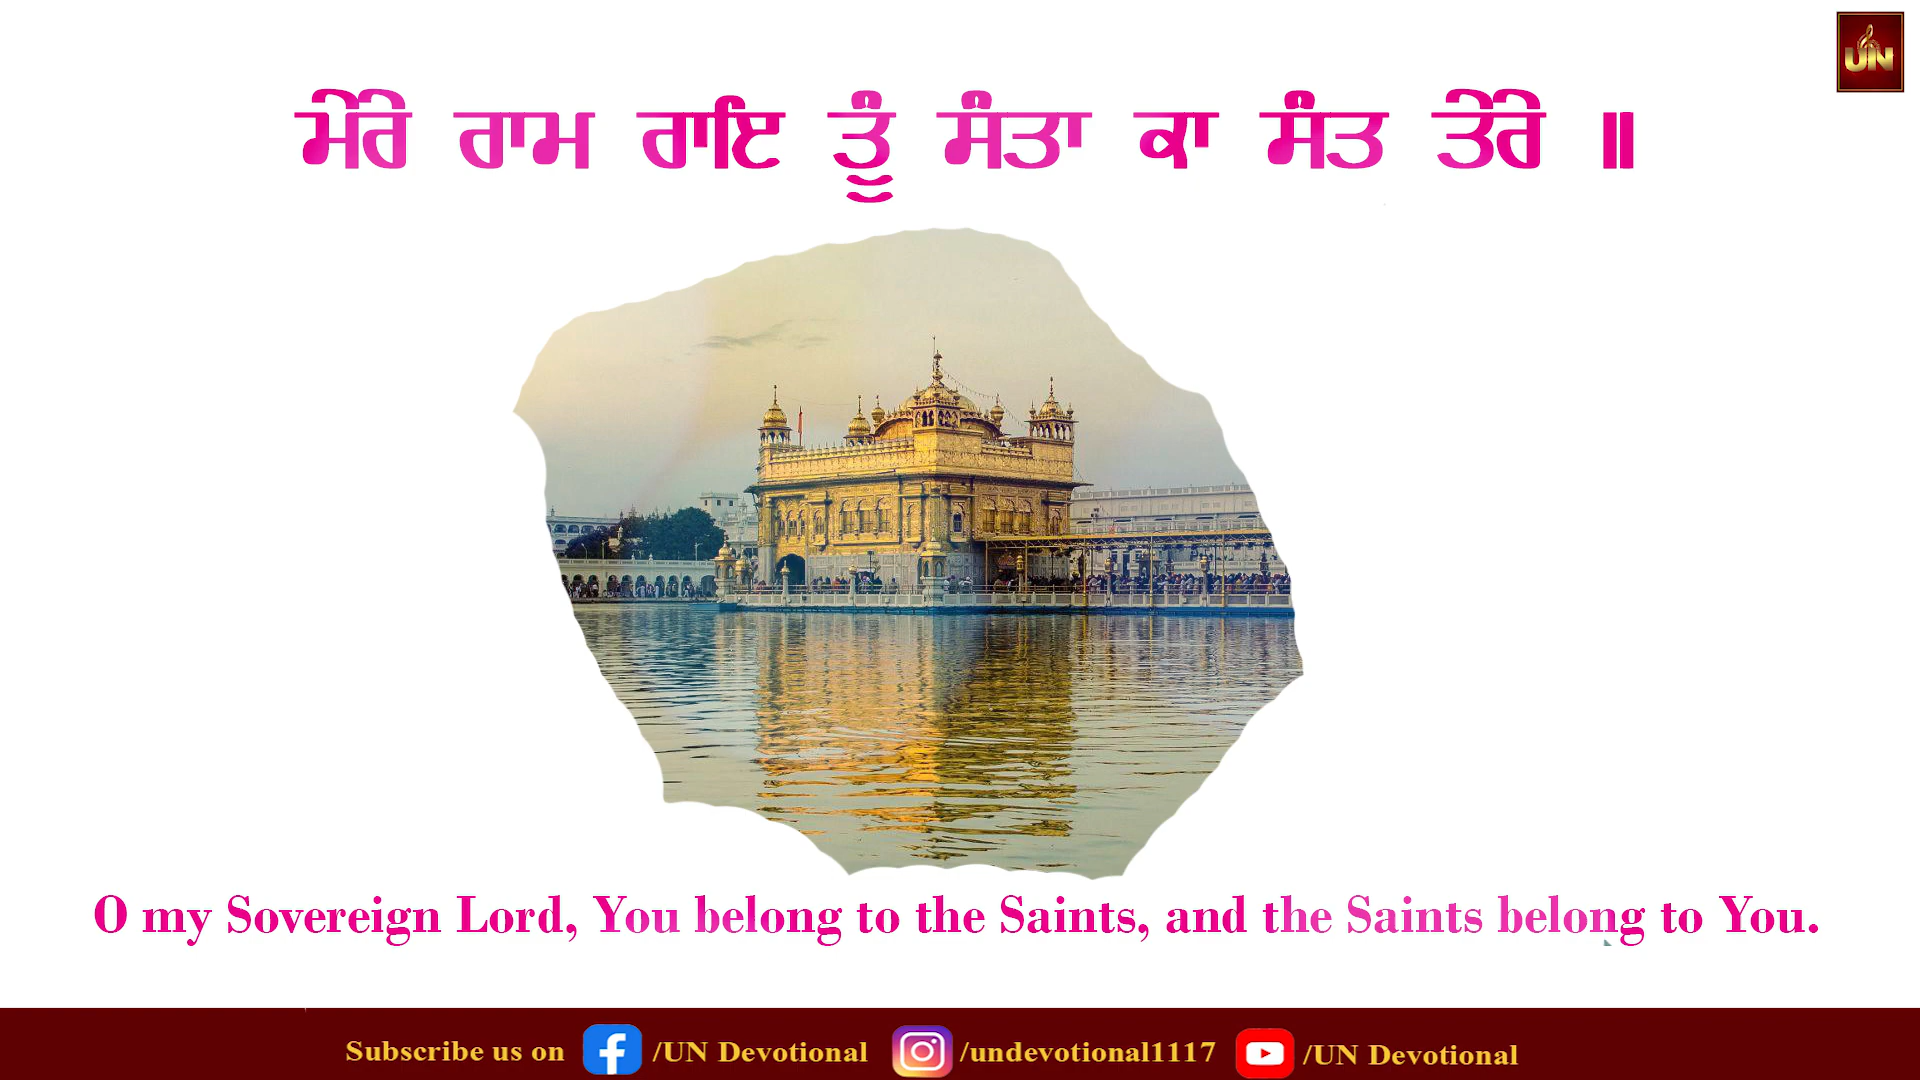 UN
ਮੇਰੇ ਰਾਮ ਰਾਇ ਤੂੰ ਸੰਤਾ ਕਾ ਸੰਤ ਤੇਰੇ ॥
O my Sovereign Lord, You belong to the Saints, and the Saints belong to You.
Subscribe us on /UN Devotional /undevotional1117 /UN Devotional